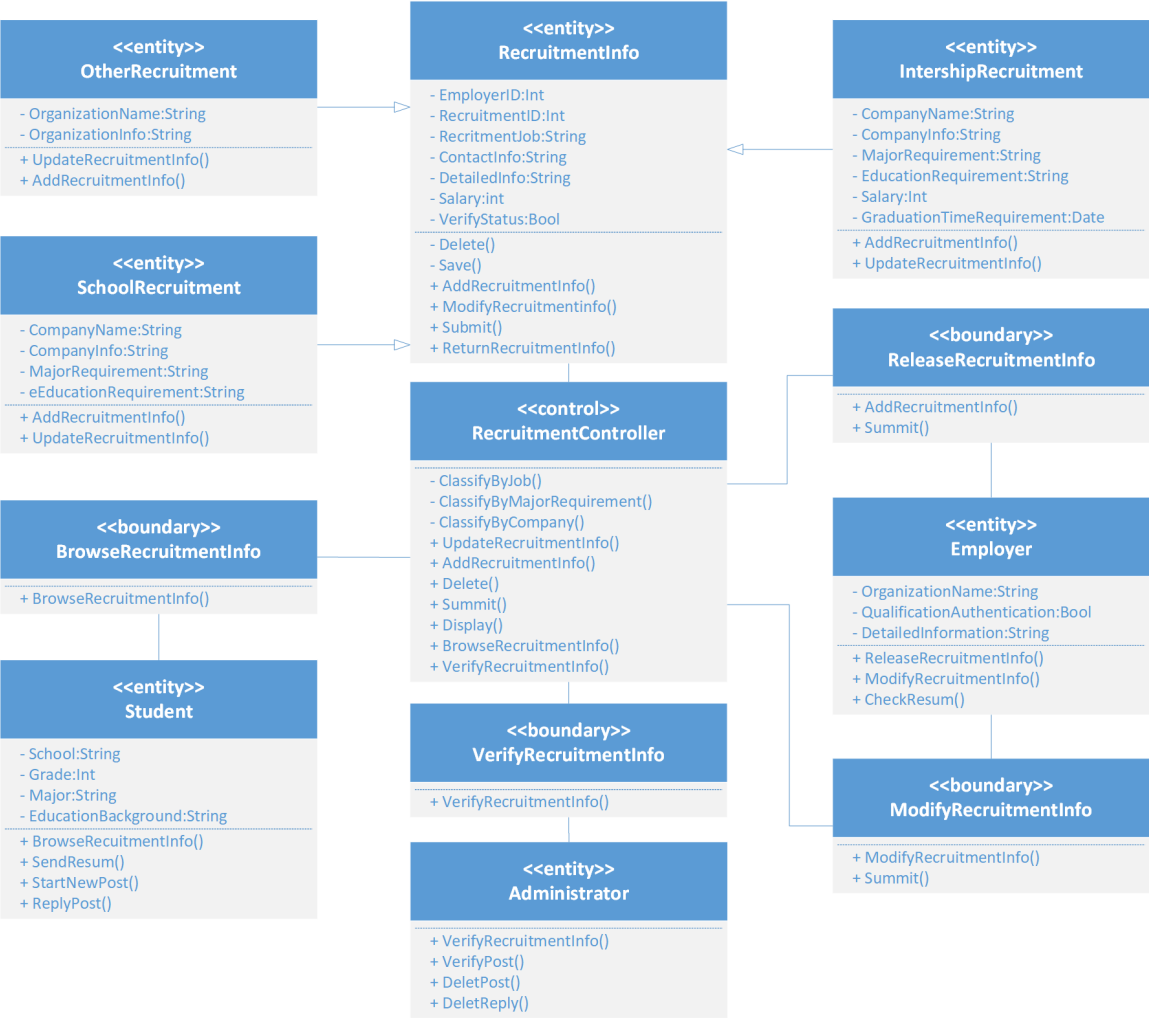 <<entity>>
OtherRecruitment
- OrganizationName:String
- OrganizationInfo:String
+ UpdateRecruitmentInfo()
+ AddRecruitmentInfo()
<<entity>>
SchoolRecruitment
- CompanyName:String
- CompanyInfo:String
- MajorRequirement:String
- eEducationRequirement:String
+ AddRecruitmentInfo()
+ UpdateRecruitmentInfo()
<<boundary>>
BrowseRecruitmentInfo
+ BrowseRecruitmentInfo()
<<entity>>
Student
- School:String
- Grade:Int
- Major:String
- EducationBackground:String
+ BrowseRecuitmentInfo()
+ SendResum()
+ StartNewPost()
+ ReplyPost()
<<entity>>
RecruitmentInfo
- EmployerID:Int
- RecruitmentID:Int
- RecritmentJob:String
- ContactInfo:String
- DetailedInfo:String
- Salary:int
- VerifyStatus:Bool
- Delete()
- Save()
+ AddRecruitmentInfo()
+ ModifyRecruitmentinfo()
+ Submit()
+ ReturnRecruitmentInfo()
<<control>>
RecruitmentController
- ClassifyByJob()
- ClassifyByMajorRequirement()
- ClassifyByCompany()
+ UpdateRecruitmentInfo()
+ AddRecruitmentInfo()
+ Delete()
+ Summit()
+ Display()
+ BrowseRecruitmentInfo()
+ VerifyRecruitmentInfo()
<<boundary>>
VerifyRecruitmentInfo
+ VerifyRecruitmentInfo()
<<entity>>
Administrator
+ VerifyRecruitmentInfo()
+ VerifyPost()
+ DeletPost()
+ DeletReply()
<<entity>>
IntershipRecruitment
- CompanyName:String
- CompanyInfo:String
- MajorRequirement:String
- EducationRequirement:String
- Salary:Int
- GraduationTimeRequirement:Date
+ AddRecruitmentInfo()
+ UpdateRecruitmentInfo()
<<boundary>>
ReleaseRecruitmentInfo
+ AddRecruitmentInfo()
+ Summit()
<<entity>>
Employer
- OrganizationName:String
- QualificationAuthentication:Bool
- DetailedInformation:String
+ ReleaseRecruitmentInfo()
+ ModifyRecruitmentInfo()
+ CheckResum()
<<boundary>>
ModifyRecruitmentInfo
+ ModifyRecruitmentInfo()
+ Summit()